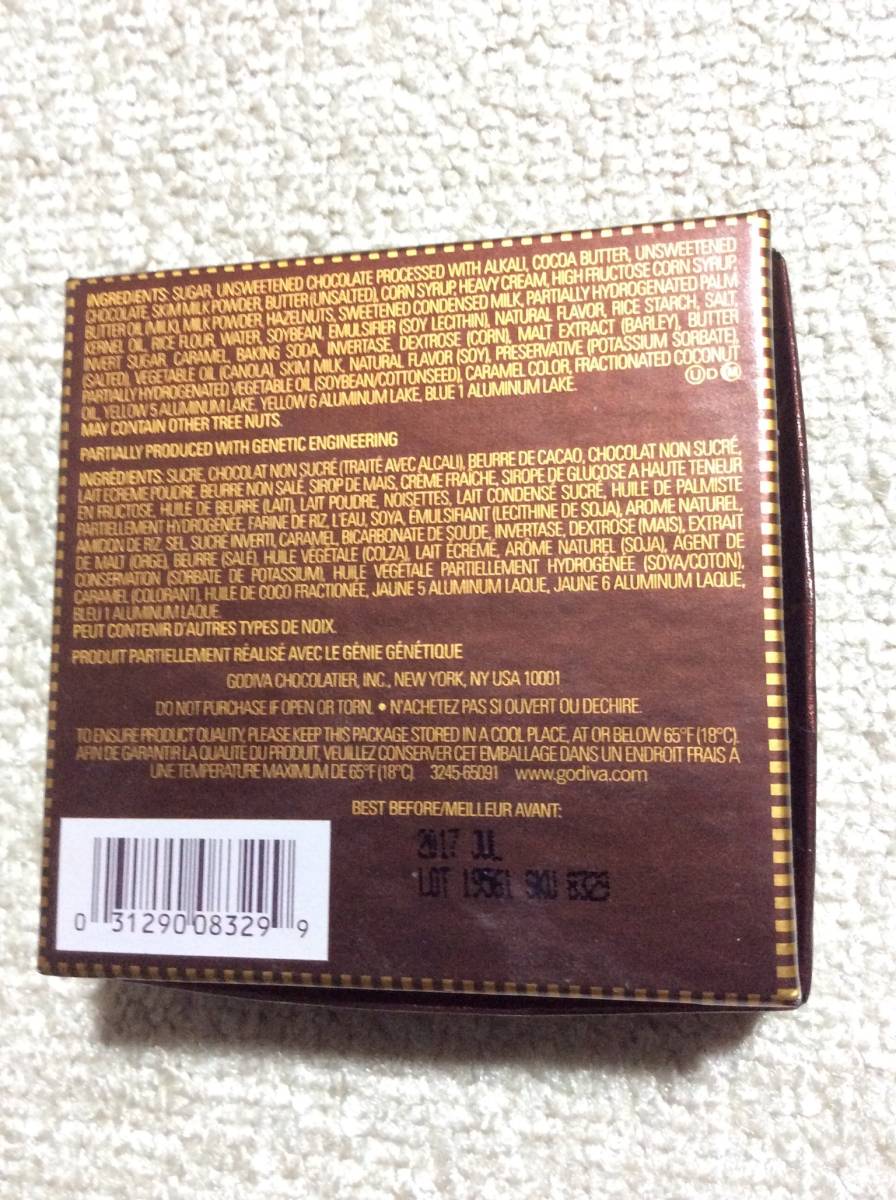 INGREDIENTS: SUGAR, UNSWEETENED CHOCOLATE PROCESSED WITH ALKALI, COCOA BUTTER, UNSWEETENED
CHOCOLATE, SKIM MILK POWDER, BUTTER (UNSALTED), CORN SYRUP, HEAVY CREAM, HIGH FRUCTOSE CORN SYRUP,
BUTTER OIL (MILK), MILK POWDER, HAZELNUTS, SWEETENED CONDENSED MILK, PARTIALLY HYDROGENATED PALM
KERNEL OIL, RICE FLOUR, WATER, SOYBEAN, EMULSIFIER (SOY LECITHIN), NATURAL FLAVOR, RICE STARCH, SALT,
INVERT SUGAR, CARAMEL, BAKING SODA, INVERTASE, DEXTROSE (CORN), MALT EXTRACT (BARLEY), BUTTER
(SALTED), VEGETABLE OIL (CANOLA), SKIM MILK, NATURAL FLAVOR (SOY), PRESERVATIVE (POTASSIUM SORBATE),
PARTIALLY HYDROGENATED VEGETABLE OIL (SOYBEAN/COTTONSEED), CARAMEL COLOR, FRACTIONATED COCONUT
OIL, YELLOW 5 ALUMINUM LAKE, YELLOW 6 ALUMINUM LAKE, BLUE 1 ALUMINUM LAKE.
U D M
MAY CONTAIN OTHER TREE NUTS.
PARTIALLY PRODUCED WITH GENETIC ENGINEERING
INGRÉDIENTS: SUCRE, CHOCOLAT NON SUCRÉ (TRAITÉ AVEC ALCALI), BEURRE DE CACAO, CHOCOLAT NON SUCRÉ,
LAIT ECREME POUDRE, BEURRE NON SALÉ, SIROP DE MAIS, CRÈME FRAÎCHE, SIROPE DE GLUCOSE A HAUTE TENEUR
EN FRUCTOSE, HUILE DE BEURRE (LAIT), LAIT POUDRE, NOISETTES, LAIT CONDENSÉ SUCRÉ, HUILE DE PALMISTE
PARTIELLEMENT HYDROGÉNÉE, FARINE DE RIZ, L'EAU, SOYA, ÉMULSIFIANT (LECITHINE DE SOJA), AROME NATUREL,
AMIDON DE RIZ, SEL, SUCRE INVERTI, CARAMEL, BICARBONATE DE SOUDE, INVERTASE, DEXTROSE (MAIS), EXTRAIT
DE MALT (ORGE), BEURRE (SALÉ), HUILE VEGÉTALE (COLZA), LAIT ÉCRÉMÉ, ARÔME NATUREL (SOJA), AGENT DE
CONSERVATION (SORBATE DE POTASSIUM), HUILE VÉGÉTALE PARTIELLEMENT HYDROGÉNÉE (SOYA/COTON),
CARAMEL (COLORANT), HUILE DE COCO FRACTIONÉE, JAUNE 5 ALUMINUM LAQUE, JAUNE 6 ALUMINUM LAQUE,
BLEU 1 ALUMINUM LAQUE.
PEUT CONTENIR D'AUTRES TYPES DE NOIX.
PRODUIT PARTIELLEMENT RÉALISÉ AVEC LE GÉNIE GÉNÉTIQUE
GODIVA CHOCOLATIER, INC., NEW YORK, NY USA 10001
DO NOT PURCHASE IF OPEN OR TORN. • N'ACHETEZ PAS SI OUVERT OU DECHIRE.
TO ENSURE PRODUCT QUALITY, PLEASE KEEP THIS PACKAGE STORED IN A COOL PLACE, AT OR BELOW 65°F (18°C).
AFIN DE GARANTIR LA QUALITE DU PRODUIT, VEUILLEZ CONSERVER CET EMBALLAGE DANS UN ENDROIT FRAIS A
UNE TEMPERATURE MAXIMUM DE 65°F (18°C). 3245-65091 www.godiva.com
BEST BEFORE/MEILLEUR AVANT:
2017 JUL
LOT 19561 SKU 8329
0 31290 08329 9